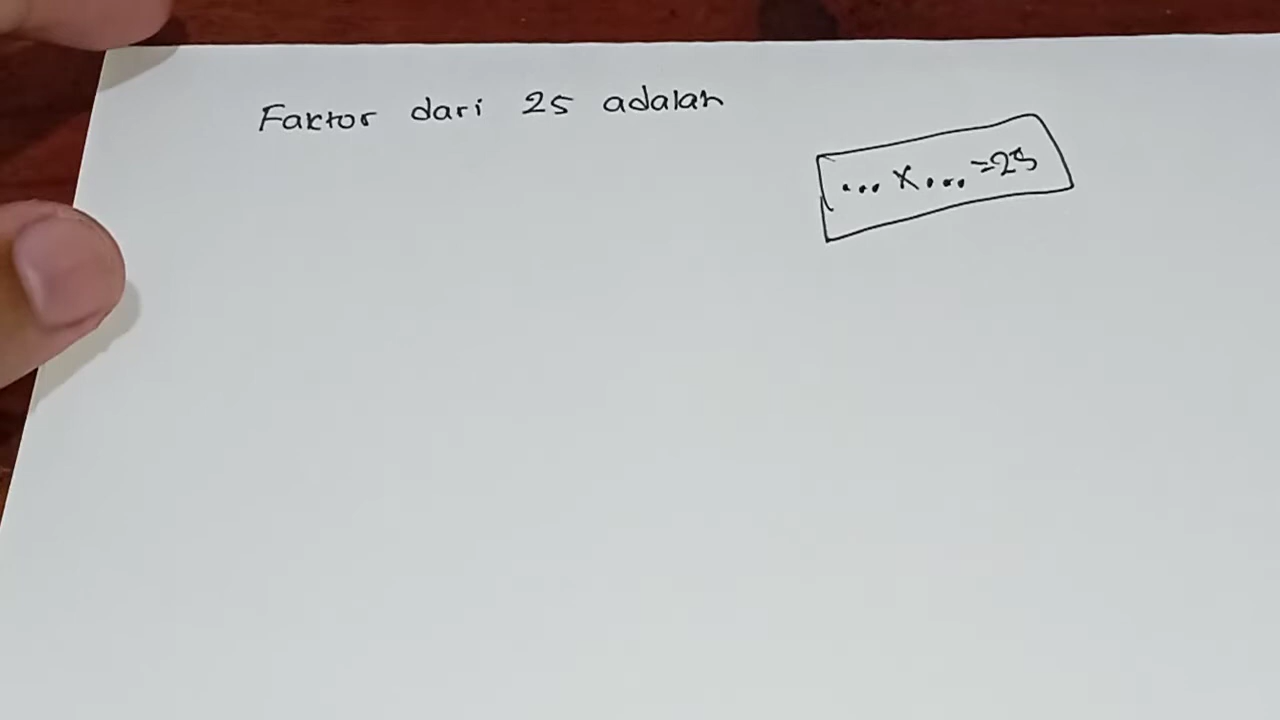 Faktor dari 25 adalah
... x ... = 25